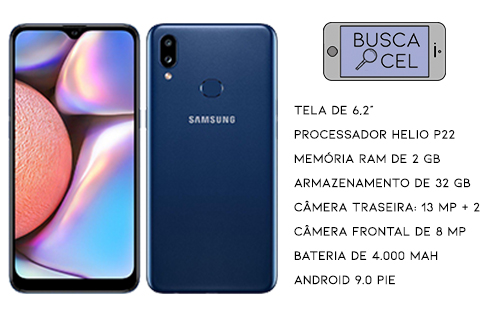 BUSCA
CEL
SAMSUNG
TELA DE 6,2"
PROCESSADOR HELIO P22
MEMÓRIA RAM DE 2 GB
ARMAZENAMENTO DE 32 GB
CÂMERA TRASEIRA: 13 MP + 2
CÂMERA FRONTAL DE 8 MP
BATERIA DE 4.000 MAH
ANDROID 9.0 PIE